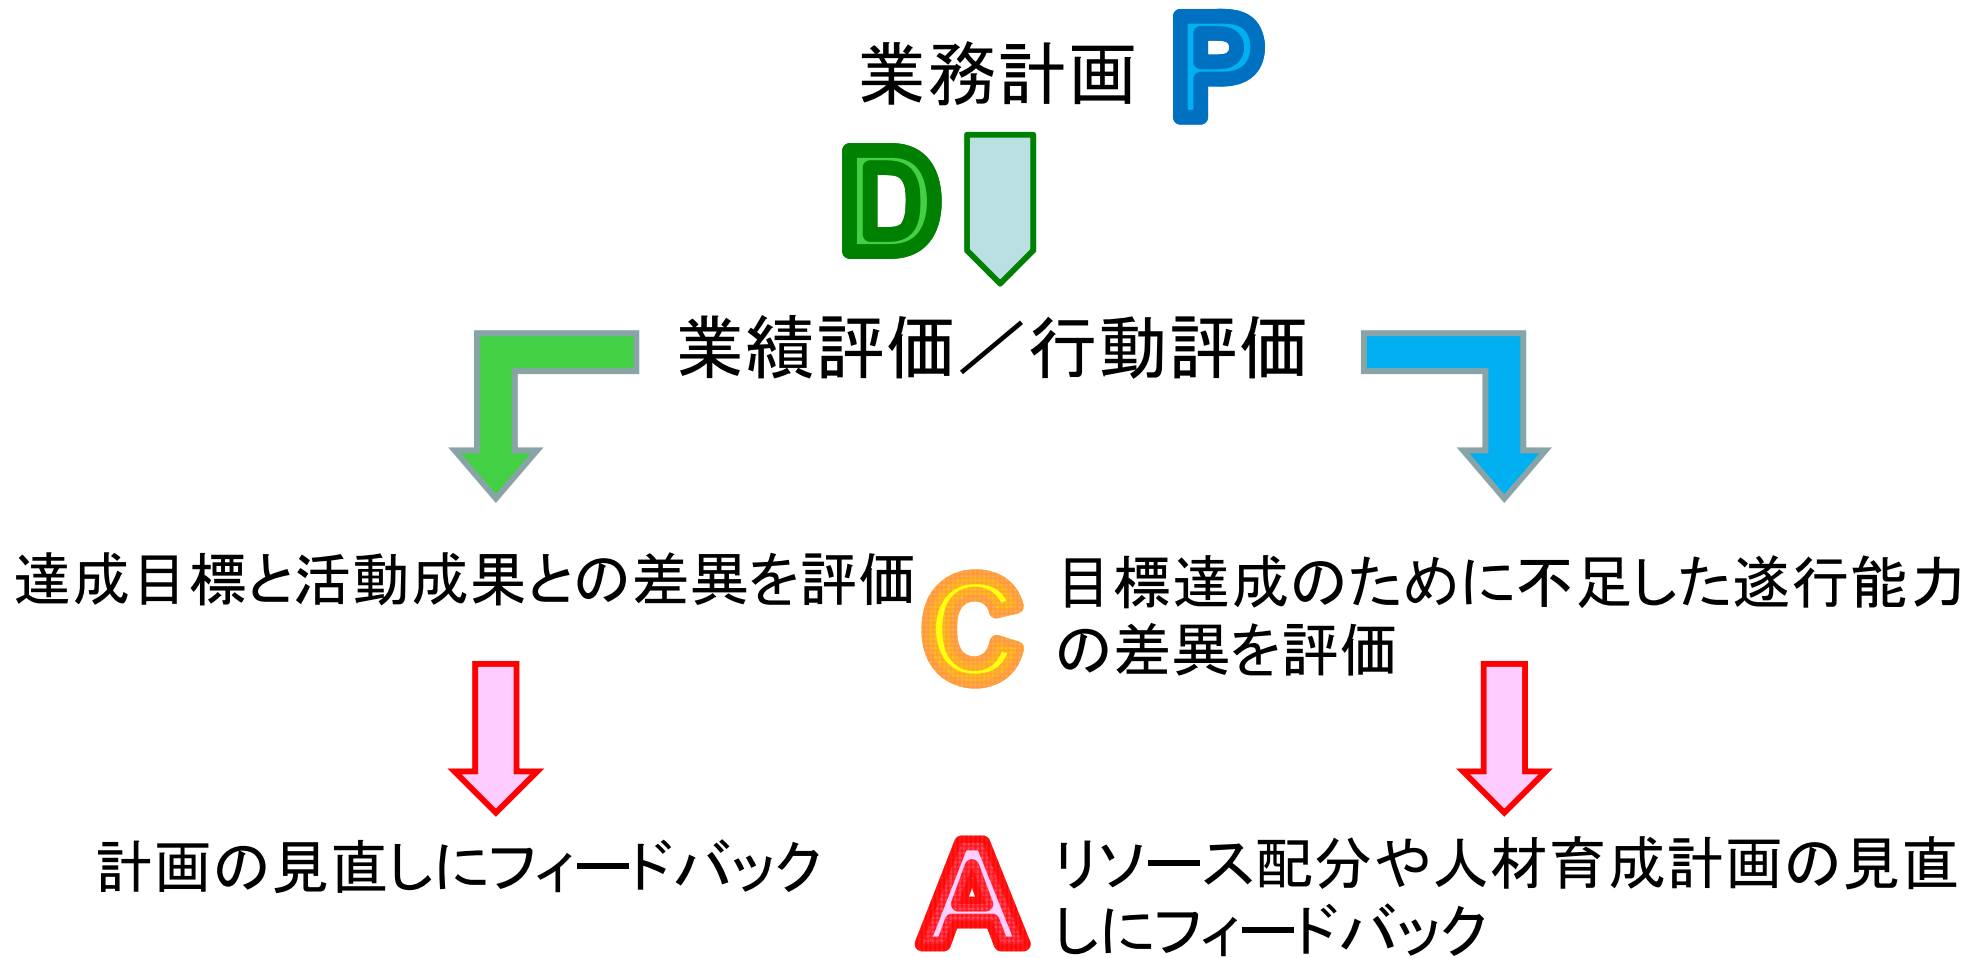 業務計画 P
D
業績評価／行動評価
達成目標と活動成果との差異を評価
C
目標達成のために不足した遂行能力
の差異を評価
計画の見直しにフィードバック
A
リソース配分や人材育成計画の見直
しにフィードバック